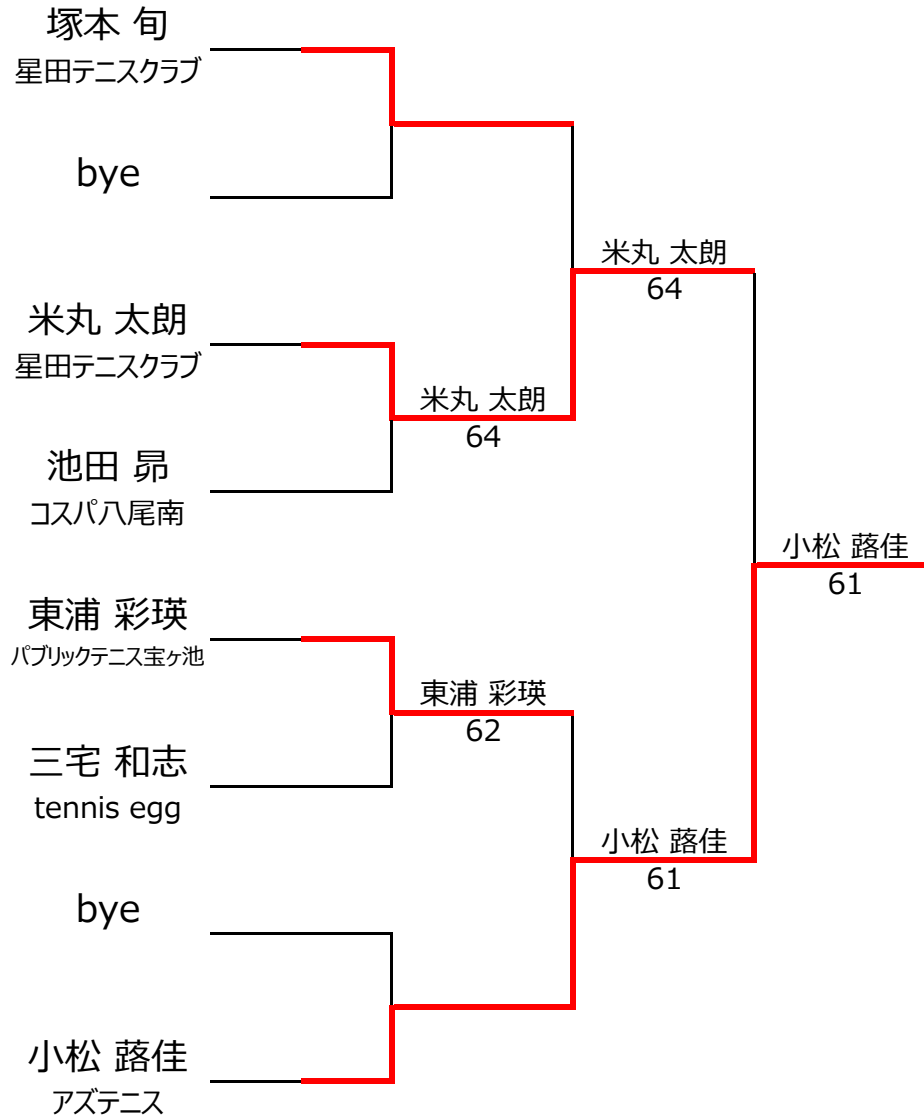 塚本 旬
星田テニスクラブ
bye
米丸 太朗
星田テニスクラブ
池田 昴
コスパ八尾南
東浦 彩瑛
パブリックテニス宝ヶ池
三宅 和志
tennis egg
bye
小松 蕗佳
アズテニス
米丸 太朗
64
東浦 彩瑛
62
米丸 太朗
64
小松 蕗佳
61
小松 蕗佳
61